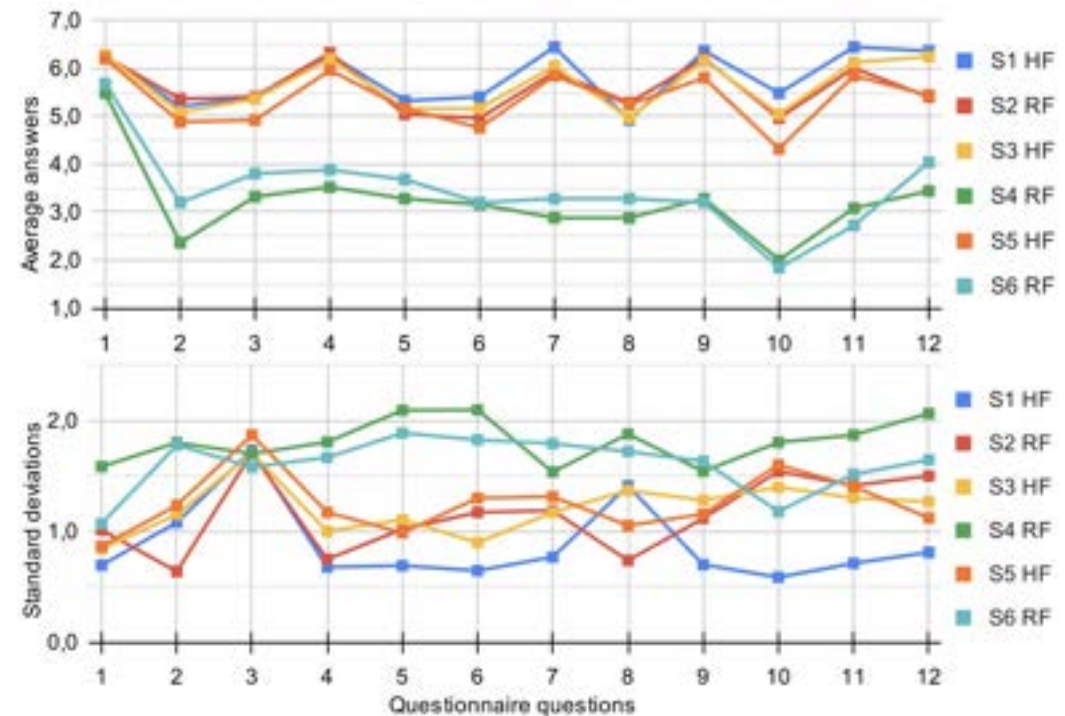 7,0
6,0
5,0
4,0
3,0
2,0
1,0
Average answers
1 2 3 4 5 6 7 8 9 10 11 12
S1 HF
S2 RF
S3 HF
S4 RF
S5 HF
S6 RF
2,0
1,0
0,0
Standard deviations
1 2 3 4 5 6 7 8 9 10 11 12
Questionnaire questions
S1 HF
S2 RF
S3 HF
S4 RF
S5 HF
S6 RF